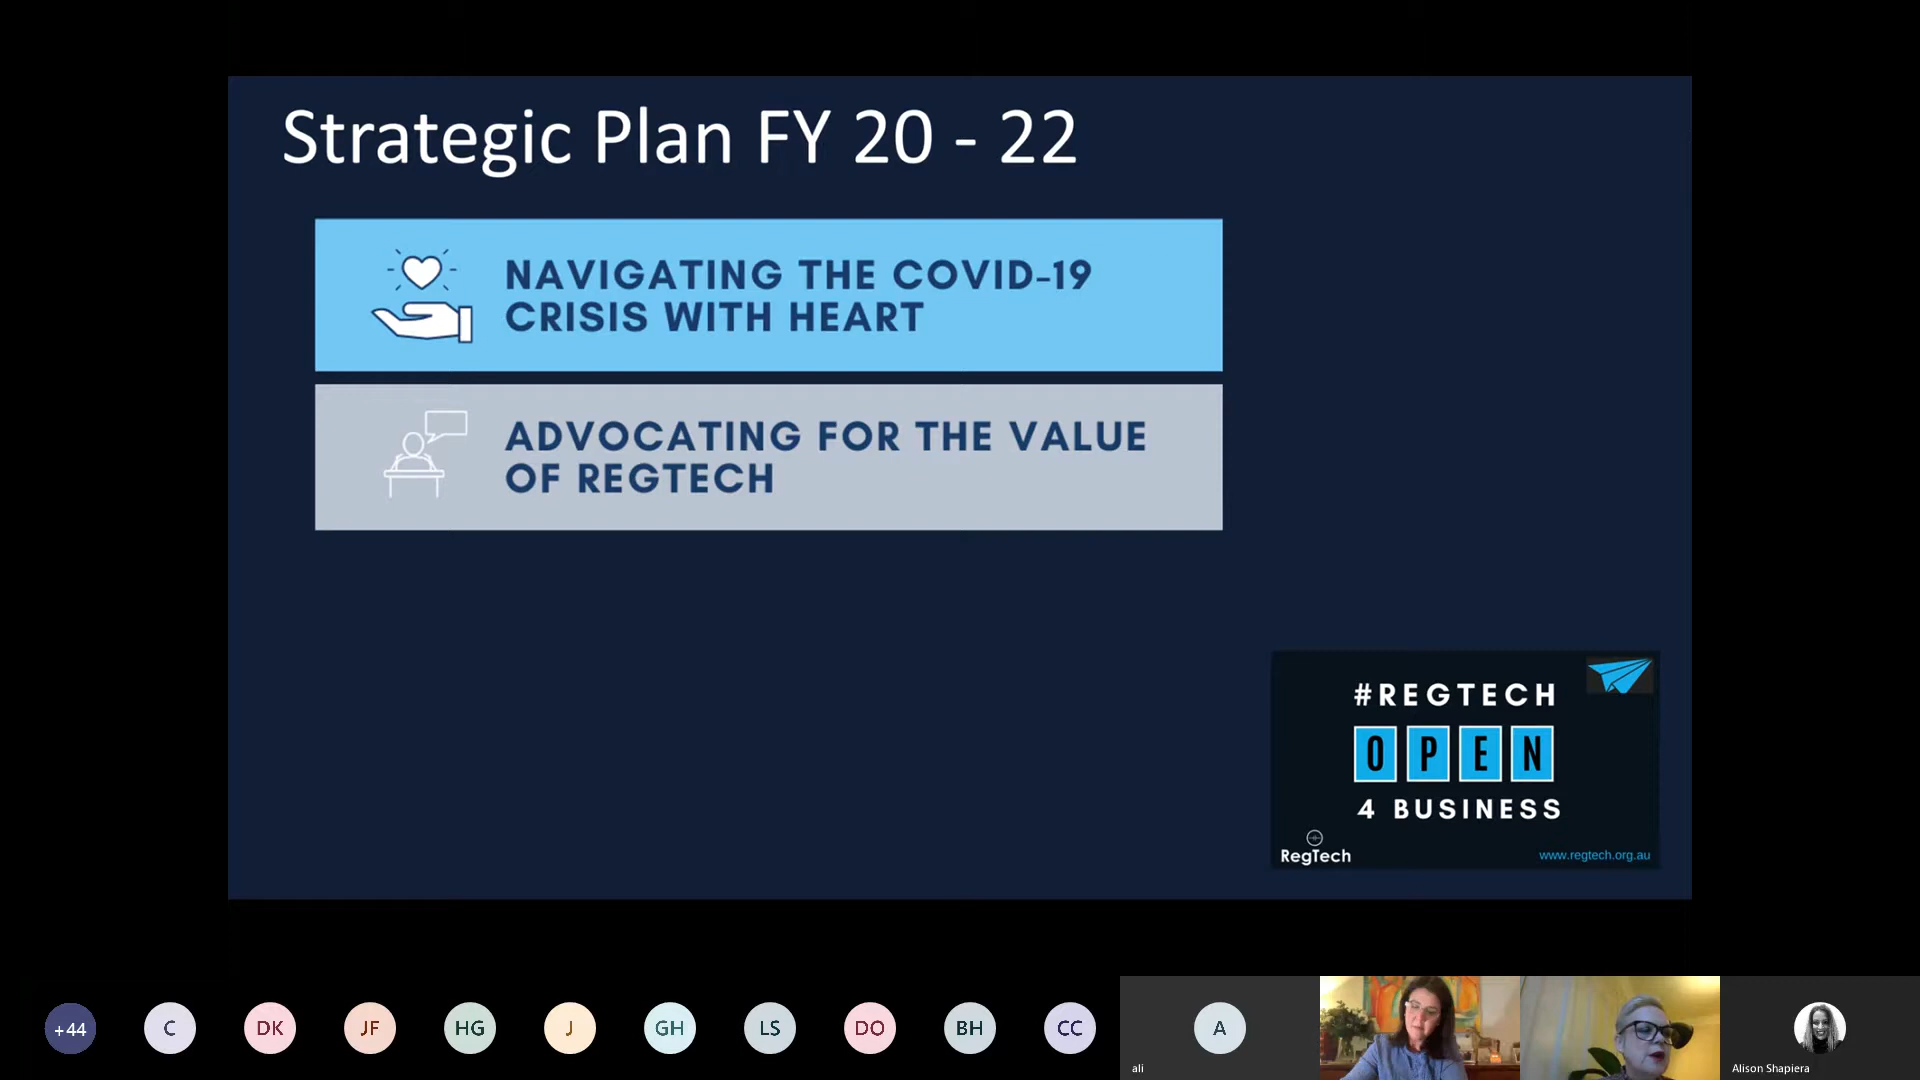 Strategic Plan FY 20 - 22
NAVIGATING THE COVID-19
CRISIS WITH HEART
ADVOCATING FOR THE VALUE
OF REGTECH
#REGTECH
OPEN
4 BUSINESS
RegTech
www.regtech.org.au
+44
C
DK
JF
HG
J
GH
LS
DO
BH
CC
A
ali
Alison Shapiera